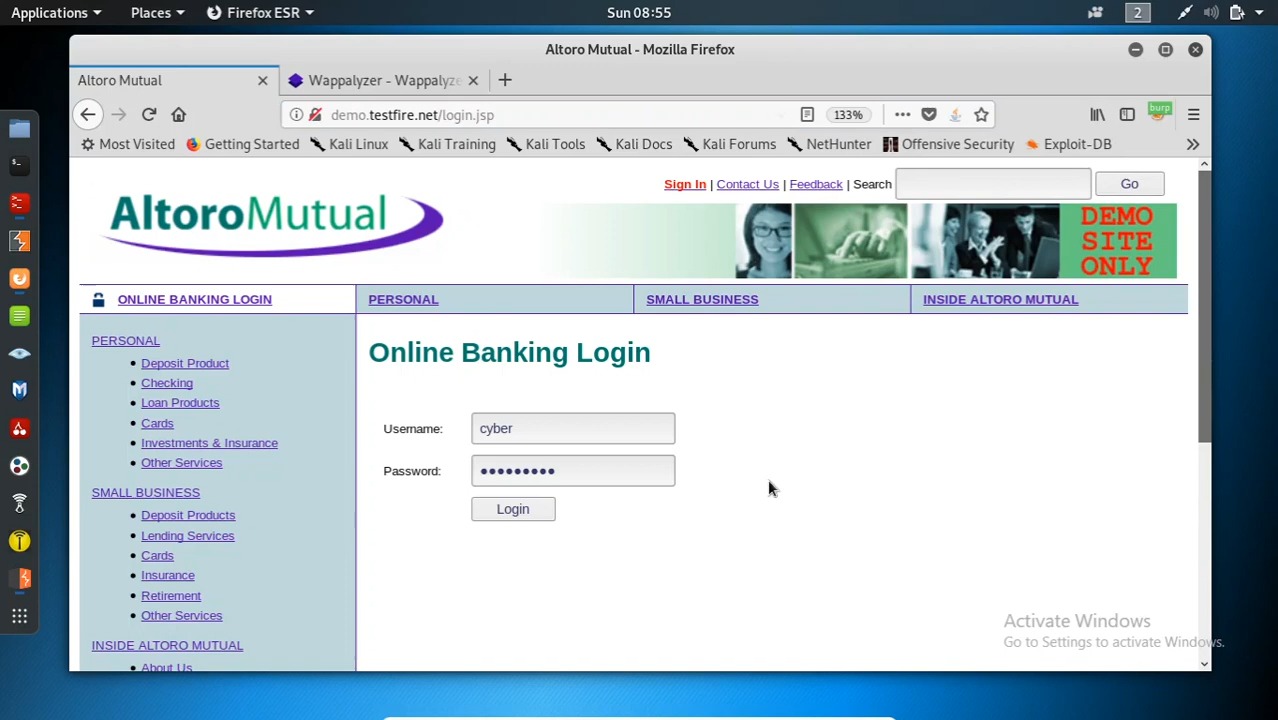 Applications Places Firefox ESR Sun 08:55 2
Altoro Mutual - Mozilla Firefox
Altoro Mutual Wappalyzer - Wappalyze
demo.testfire.net/login.jsp 133% burp
Most Visited Getting Started Kali Linux Kali Training Kali Tools Kali Docs Kali Forums NetHunter Offensive Security Exploit-DB
Sign In | Contact Us | Feedback | Search Go
AltoroMutual
DEMO
SITE
ONLY
ONLINE BANKING LOGIN PERSONAL SMALL BUSINESS INSIDE ALTORO MUTUAL
PERSONAL
Deposit Product
Checking
Loan Products
Cards
Investments & Insurance
Other Services
SMALL BUSINESS
Deposit Products
Lending Services
Cards
Insurance
Retirement
Other Services
INSIDE ALTORO MUTUAL
About Us
Online Banking Login
Username: cyber
Password: •••••••••
Login
Activate Windows
Go to Settings to activate Windows.